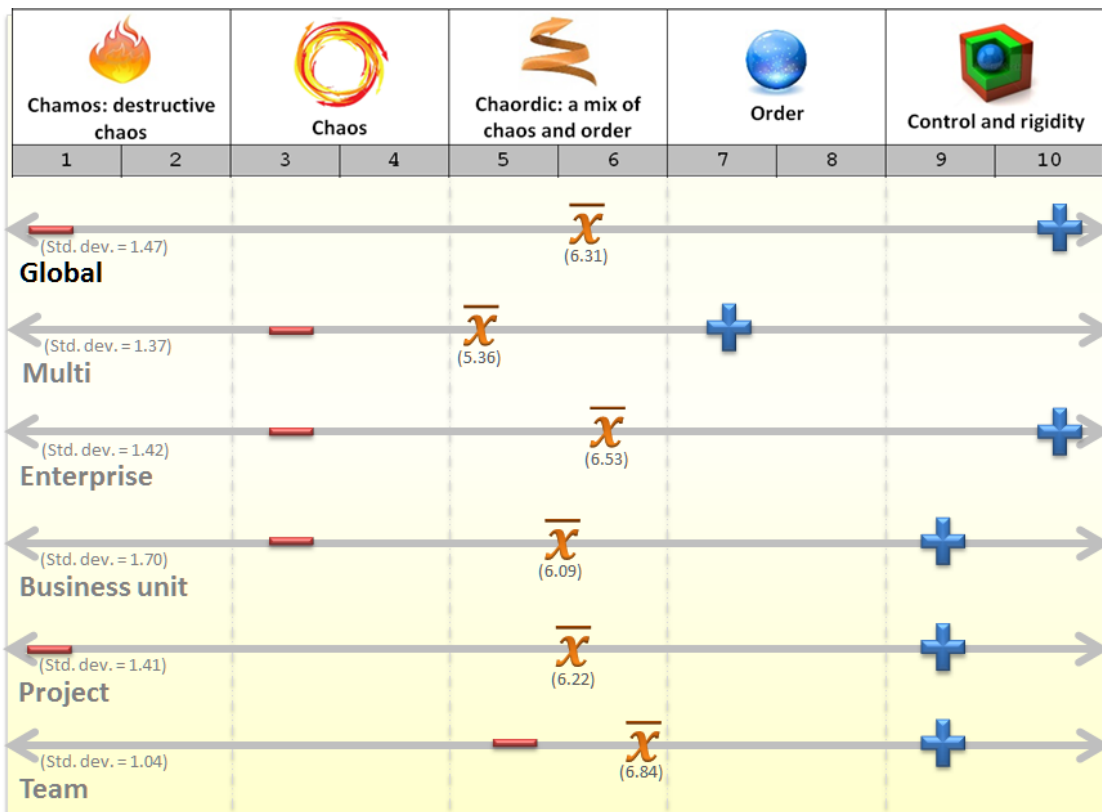 Chamos: destructive
chaos
Chaos
Chaordic: a mix of
chaos and order
Order
Control and rigidity
1 2 3 4 5 6 7 8 9 10
x
(Std. dev. = 1.47)
(6.31)
Global
x
(Std. dev. = 1.37)
(5.36)
Multi
x
(Std. dev. = 1.42)
(6.53)
Enterprise
x
(Std. dev. = 1.70)
(6.09)
Business unit
x
(Std. dev. = 1.41)
(6.22)
Project
x
(Std. dev. = 1.04)
(6.84)
Team